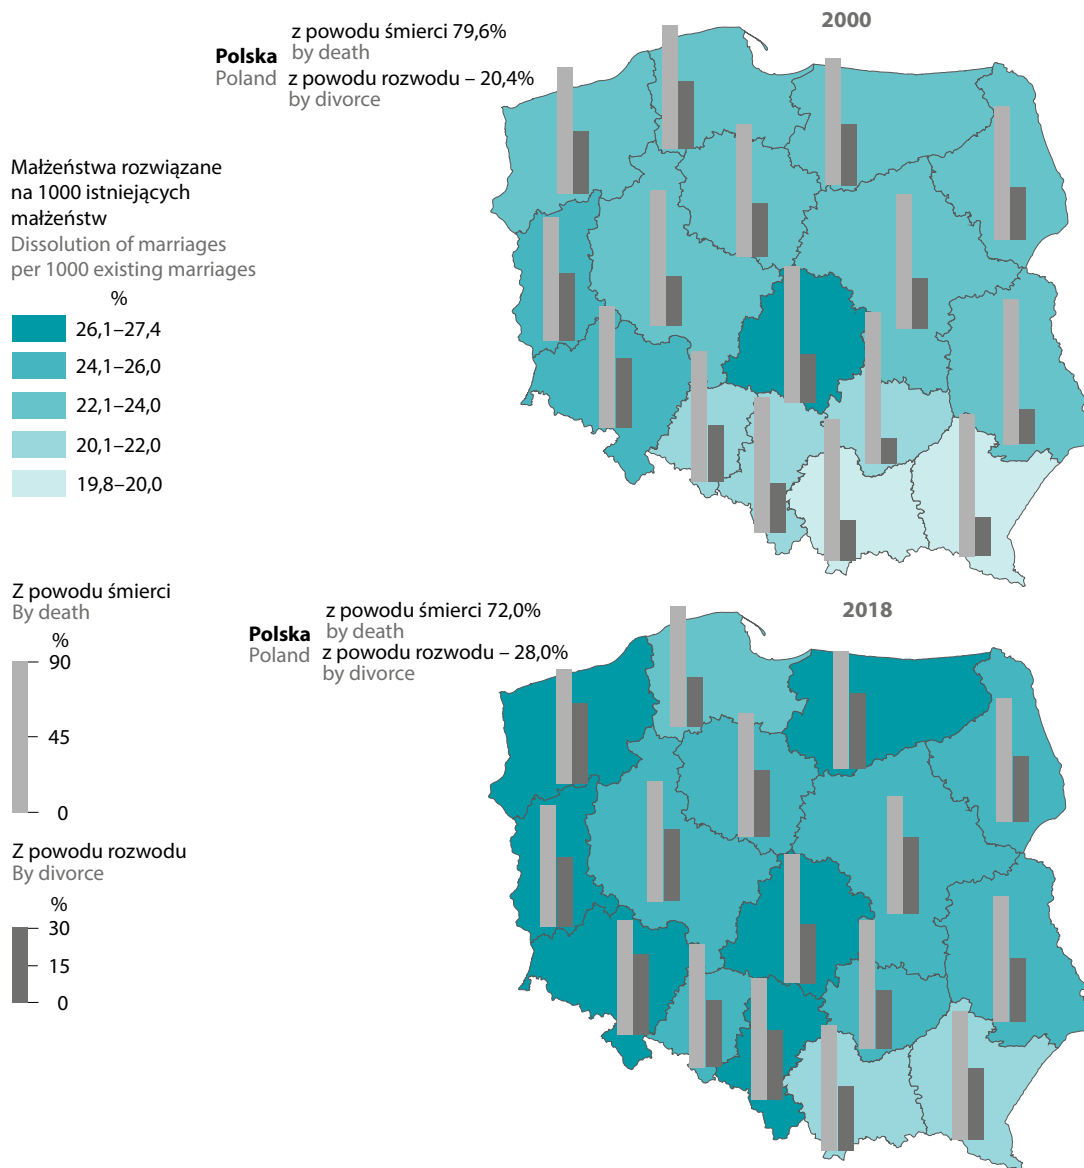 2000
z powodu śmierci 79,6%
by death
Polska
Poland
z powodu rozwodu – 20,4%
by divorce
Małżeństwa rozwiązane
na 1000 istniejących
małżeństw
Dissolution of marriages
per 1000 existing marriages
%
26,1–27,4
24,1–26,0
22,1–24,0
20,1–22,0
19,8–20,0
Z powodu śmierci
By death
%
90
45
0
Z powodu rozwodu
By divorce
%
30
15
0
2018
z powodu śmierci 72,0%
by death
Polska
Poland
z powodu rozwodu – 28,0%
by divorce